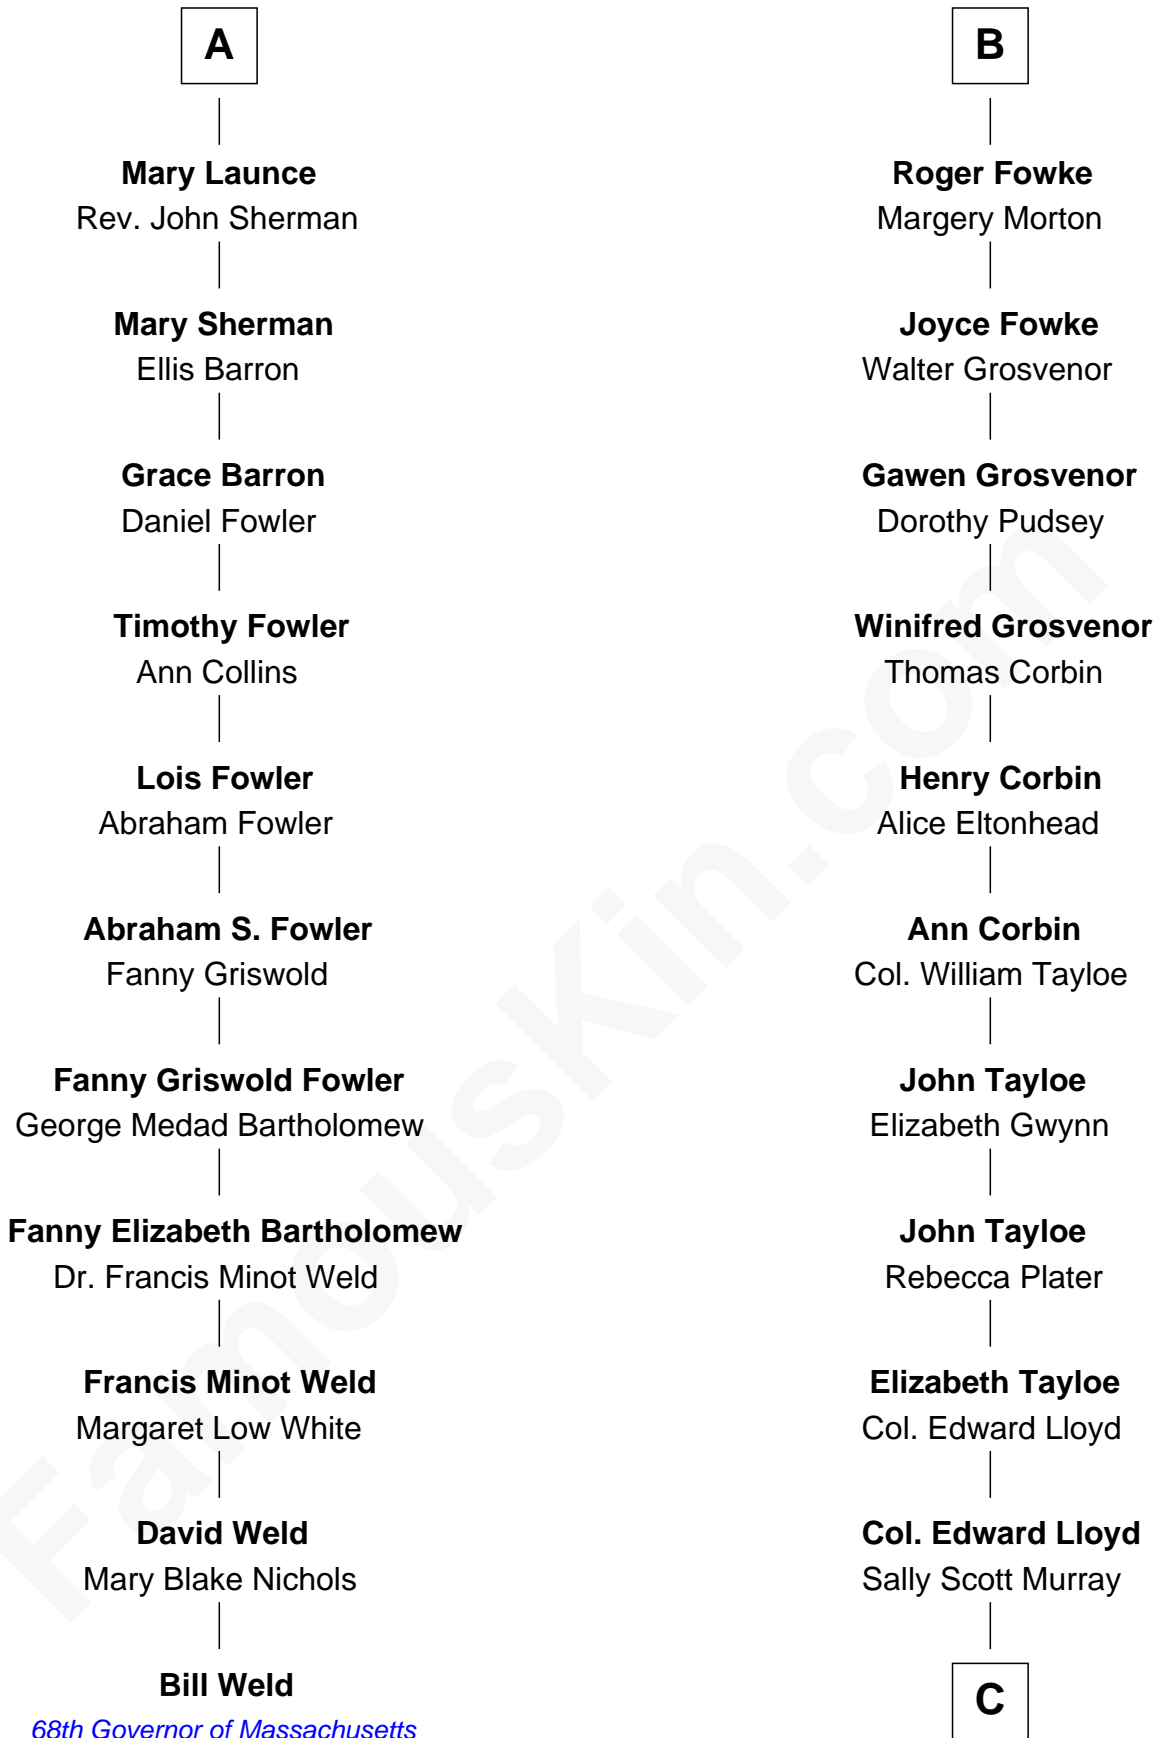 A
Mary Launce
Rev. John Sherman
Mary Sherman
Ellis Barron
Grace Barron
Daniel Fowler
Timothy Fowler
Ann Collins
Lois Fowler
Abraham Fowler
Abraham S. Fowler
Fanny Griswold
Fanny Griswold Fowler
George Medad Bartholomew
Fanny Elizabeth Bartholomew
Dr. Francis Minot Weld
Francis Minot Weld
Margaret Low White
David Weld
Mary Blake Nichols
Bill Weld
68th Governor of Massachusetts
B
Roger Fowke
Margery Morton
Joyce Fowke
Walter Grosvenor
Gawen Grosvenor
Dorothy Pudsey
Winifred Grosvenor
Thomas Corbin
Henry Corbin
Alice Eltonhead
Ann Corbin
Col. William Tayloe
John Tayloe
Elizabeth Gwynn
John Tayloe
Rebecca Plater
Elizabeth Tayloe
Col. Edward Lloyd
Col. Edward Lloyd
Sally Scott Murray
C
FamousKin.com